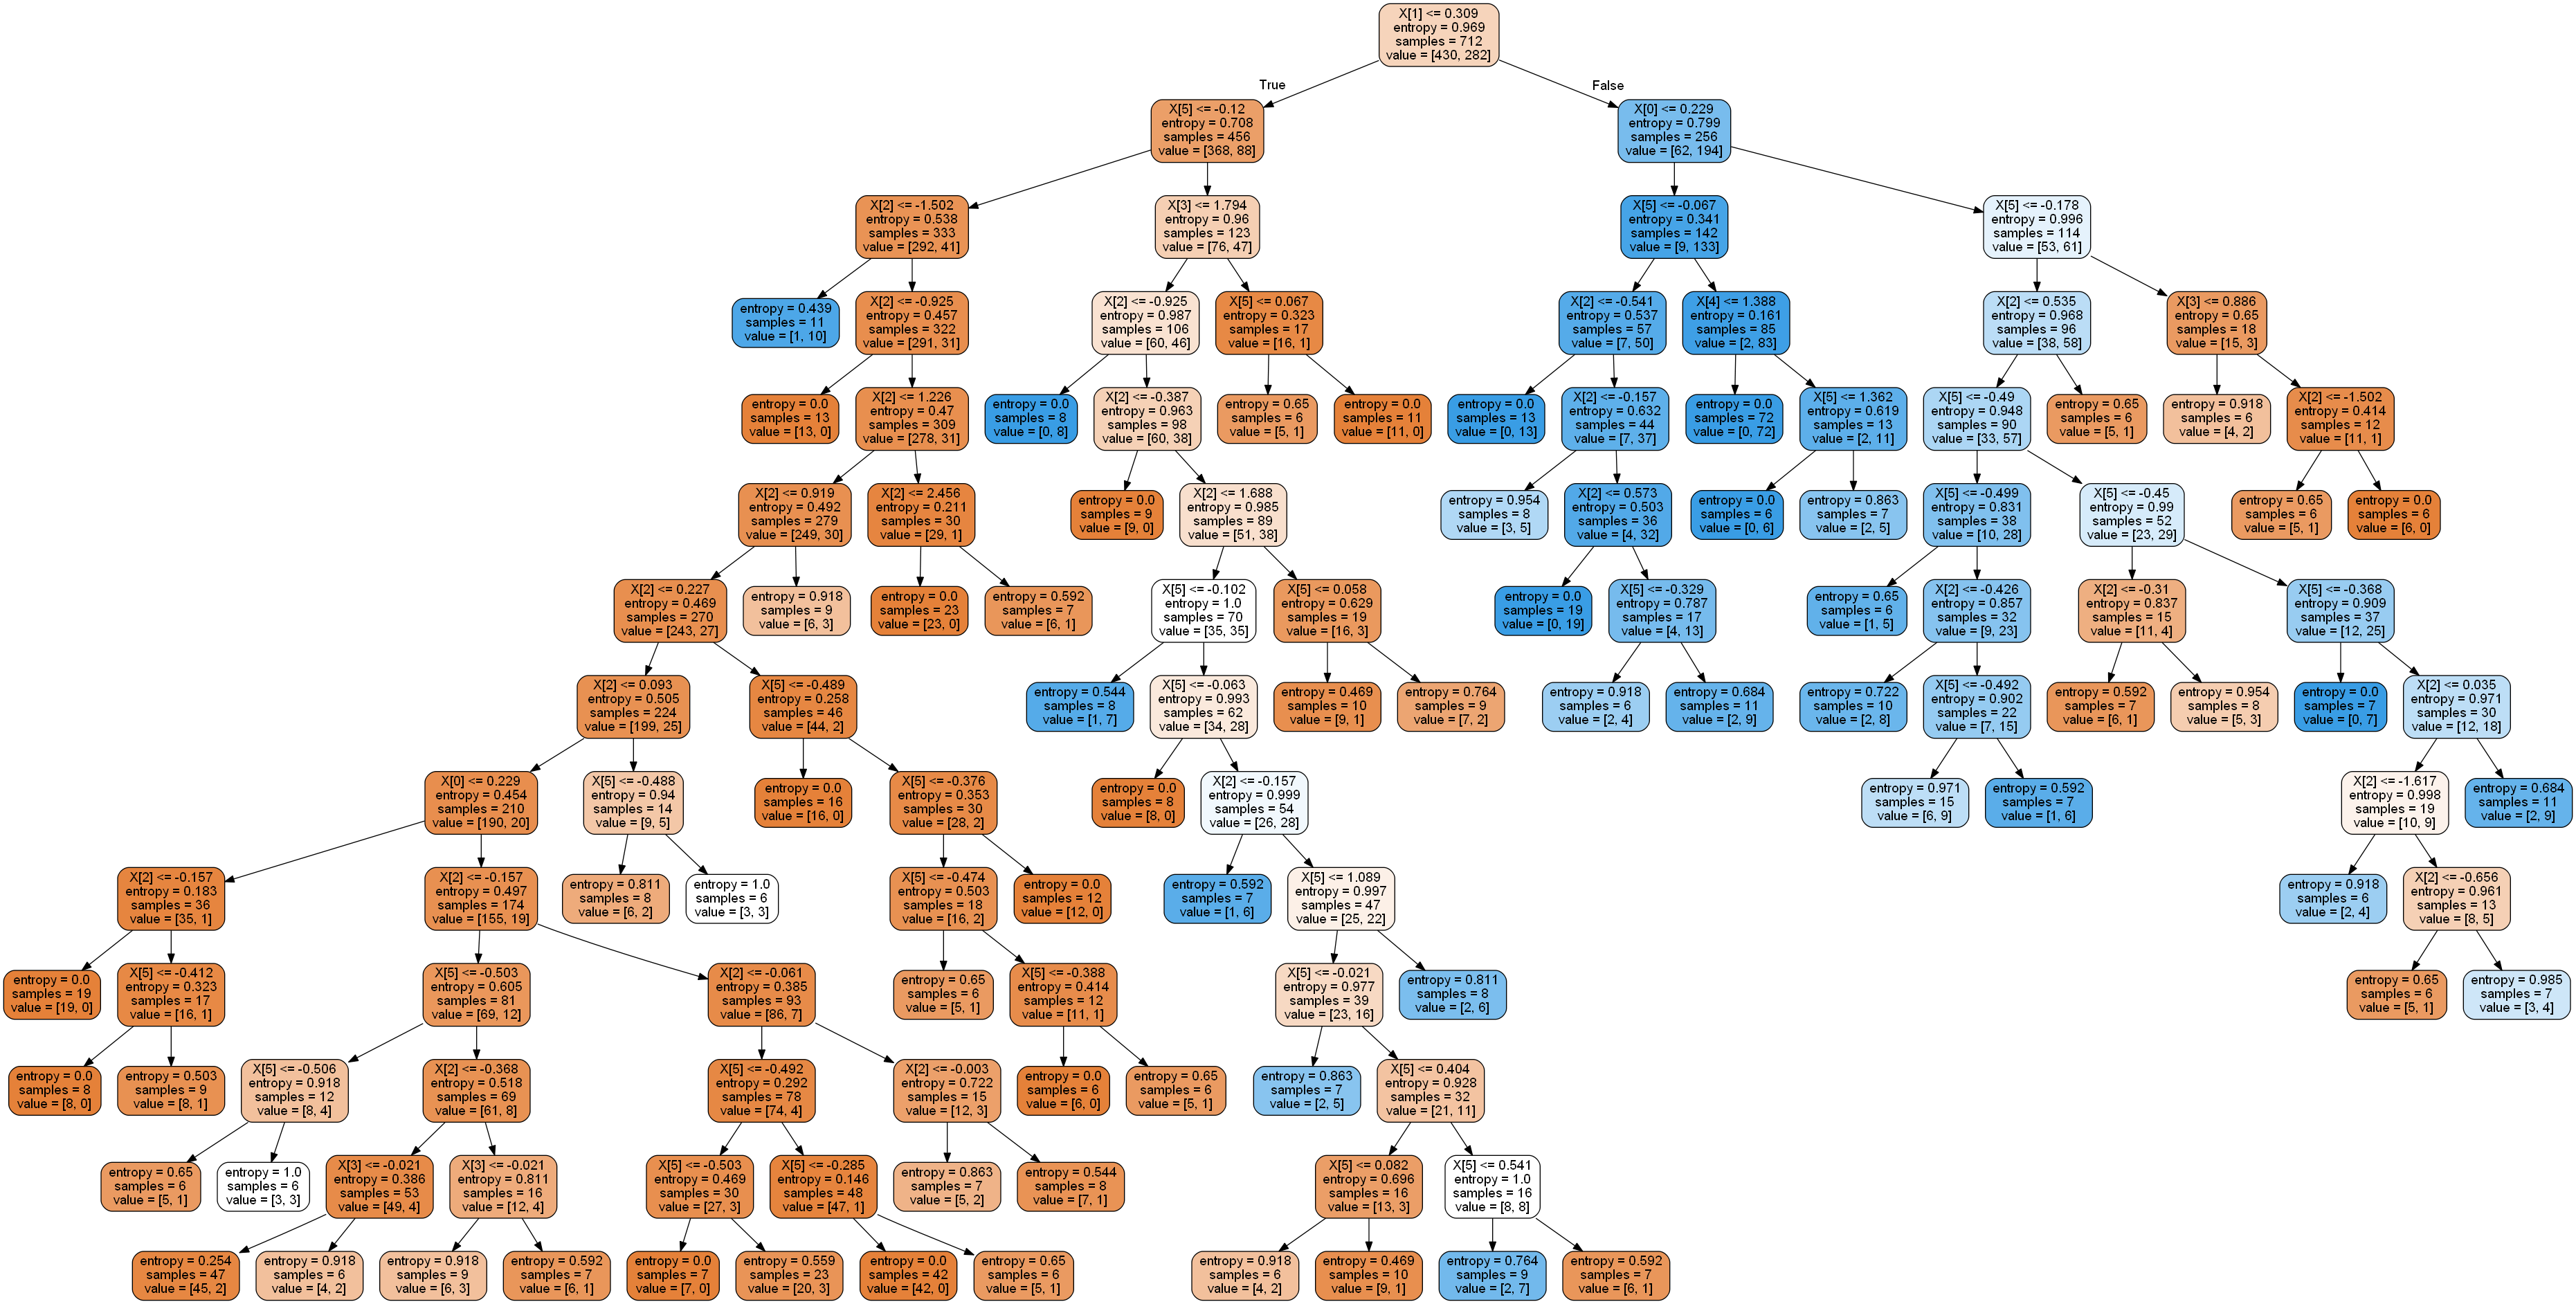 X[1] <= 0.309
entropy = 0.969
samples = 712
value = [430, 282]
True
False
X[5] <= -0.12
entropy = 0.708
samples = 456
value = [368, 88]
X[0] <= 0.229
entropy = 0.799
samples = 256
value = [62, 194]
X[2] <= -1.502
entropy = 0.538
samples = 333
value = [292, 41]
X[3] <= 1.794
entropy = 0.96
samples = 123
value = [76, 47]
X[5] <= -0.067
entropy = 0.341
samples = 142
value = [9, 133]
X[5] <= -0.178
entropy = 0.996
samples = 114
value = [53, 61]
entropy = 0.439
samples = 11
value = [1, 10]
X[2] <= -0.925
entropy = 0.457
samples = 322
value = [291, 31]
X[2] <= -0.925
entropy = 0.987
samples = 106
value = [60, 46]
X[5] <= 0.067
entropy = 0.323
samples = 17
value = [16, 1]
X[2] <= -0.541
entropy = 0.537
samples = 57
value = [7, 50]
X[4] <= 1.388
entropy = 0.161
samples = 85
value = [2, 83]
X[2] <= 0.535
entropy = 0.968
samples = 96
value = [38, 58]
X[3] <= 0.886
entropy = 0.65
samples = 18
value = [15, 3]
entropy = 0.0
samples = 13
value = [13, 0]
X[2] <= 1.226
entropy = 0.47
samples = 309
value = [278, 31]
entropy = 0.0
samples = 8
value = [0, 8]
X[2] <= -0.387
entropy = 0.963
samples = 98
value = [60, 38]
entropy = 0.65
samples = 6
value = [5, 1]
entropy = 0.0
samples = 11
value = [11, 0]
entropy = 0.0
samples = 13
value = [0, 13]
X[2] <= -0.157
entropy = 0.632
samples = 44
value = [7, 37]
entropy = 0.0
samples = 72
value = [0, 72]
X[5] <= 1.362
entropy = 0.619
samples = 13
value = [2, 11]
X[5] <= -0.49
entropy = 0.948
samples = 90
value = [33, 57]
entropy = 0.65
samples = 6
value = [5, 1]
entropy = 0.918
samples = 6
value = [4, 2]
X[2] <= -1.502
entropy = 0.414
samples = 12
value = [11, 1]
X[2] <= 0.919
entropy = 0.492
samples = 279
value = [249, 30]
X[2] <= 2.456
entropy = 0.211
samples = 30
value = [29, 1]
entropy = 0.0
samples = 9
value = [9, 0]
X[2] <= 1.688
entropy = 0.985
samples = 89
value = [51, 38]
entropy = 0.954
samples = 8
value = [3, 5]
X[2] <= 0.573
entropy = 0.503
samples = 36
value = [4, 32]
entropy = 0.0
samples = 6
value = [0, 6]
entropy = 0.863
samples = 7
value = [2, 5]
X[5] <= -0.499
entropy = 0.831
samples = 38
value = [10, 28]
X[5] <= -0.45
entropy = 0.99
samples = 52
value = [23, 29]
entropy = 0.65
samples = 6
value = [5, 1]
entropy = 0.0
samples = 6
value = [6, 0]
X[2] <= 0.227
entropy = 0.469
samples = 270
value = [243, 27]
entropy = 0.918
samples = 9
value = [6, 3]
entropy = 0.0
samples = 23
value = [23, 0]
entropy = 0.592
samples = 7
value = [6, 1]
X[5] <= -0.102
entropy = 1.0
samples = 70
value = [35, 35]
X[5] <= 0.058
entropy = 0.629
samples = 19
value = [16, 3]
entropy = 0.0
samples = 19
value = [0, 19]
X[5] <= -0.329
entropy = 0.787
samples = 17
value = [4, 13]
entropy = 0.65
samples = 6
value = [1, 5]
X[2] <= -0.426
entropy = 0.857
samples = 32
value = [9, 23]
X[2] <= -0.31
entropy = 0.837
samples = 15
value = [11, 4]
X[5] <= -0.368
entropy = 0.909
samples = 37
value = [12, 25]
X[2] <= 0.093
entropy = 0.505
samples = 224
value = [199, 25]
X[5] <= -0.489
entropy = 0.258
samples = 46
value = [44, 2]
entropy = 0.544
samples = 8
value = [1, 7]
X[5] <= -0.063
entropy = 0.993
samples = 62
value = [34, 28]
entropy = 0.469
samples = 10
value = [9, 1]
entropy = 0.764
samples = 9
value = [7, 2]
entropy = 0.918
samples = 6
value = [2, 4]
entropy = 0.684
samples = 11
value = [2, 9]
entropy = 0.722
samples = 10
value = [2, 8]
X[5] <= -0.492
entropy = 0.902
samples = 22
value = [7, 15]
entropy = 0.592
samples = 7
value = [6, 1]
entropy = 0.954
samples = 8
value = [5, 3]
entropy = 0.0
samples = 7
value = [0, 7]
X[2] <= 0.035
entropy = 0.971
samples = 30
value = [12, 18]
X[0] <= 0.229
entropy = 0.454
samples = 210
value = [190, 20]
X[5] <= -0.488
entropy = 0.94
samples = 14
value = [9, 5]
entropy = 0.0
samples = 16
value = [16, 0]
X[5] <= -0.376
entropy = 0.353
samples = 30
value = [28, 2]
entropy = 0.0
samples = 8
value = [8, 0]
X[2] <= -0.157
entropy = 0.999
samples = 54
value = [26, 28]
entropy = 0.971
samples = 15
value = [6, 9]
entropy = 0.592
samples = 7
value = [1, 6]
X[2] <= -1.617
entropy = 0.998
samples = 19
value = [10, 9]
entropy = 0.684
samples = 11
value = [2, 9]
X[2] <= -0.157
entropy = 0.183
samples = 36
value = [35, 1]
X[2] <= -0.157
entropy = 0.497
samples = 174
value = [155, 19]
entropy = 0.811
samples = 8
value = [6, 2]
entropy = 1.0
samples = 6
value = [3, 3]
X[5] <= -0.474
entropy = 0.503
samples = 18
value = [16, 2]
entropy = 0.0
samples = 12
value = [12, 0]
entropy = 0.592
samples = 7
value = [1, 6]
X[5] <= 1.089
entropy = 0.997
samples = 47
value = [25, 22]
entropy = 0.918
samples = 6
value = [2, 4]
X[2] <= -0.656
entropy = 0.961
samples = 13
value = [8, 5]
entropy = 0.0
samples = 19
value = [19, 0]
X[5] <= -0.412
entropy = 0.323
samples = 17
value = [16, 1]
X[5] <= -0.503
entropy = 0.605
samples = 81
value = [69, 12]
X[2] <= -0.061
entropy = 0.385
samples = 93
value = [86, 7]
entropy = 0.65
samples = 6
value = [5, 1]
X[5] <= -0.388
entropy = 0.414
samples = 12
value = [11, 1]
X[5] <= -0.021
entropy = 0.977
samples = 39
value = [23, 16]
entropy = 0.811
samples = 8
value = [2, 6]
entropy = 0.65
samples = 6
value = [5, 1]
entropy = 0.985
samples = 7
value = [3, 4]
entropy = 0.0
samples = 8
value = [8, 0]
entropy = 0.503
samples = 9
value = [8, 1]
X[5] <= -0.506
entropy = 0.918
samples = 12
value = [8, 4]
X[2] <= -0.368
entropy = 0.518
samples = 69
value = [61, 8]
X[5] <= -0.492
entropy = 0.292
samples = 78
value = [74, 4]
X[2] <= -0.003
entropy = 0.722
samples = 15
value = [12, 3]
entropy = 0.0
samples = 6
value = [6, 0]
entropy = 0.65
samples = 6
value = [5, 1]
entropy = 0.863
samples = 7
value = [2, 5]
X[5] <= 0.404
entropy = 0.928
samples = 32
value = [21, 11]
entropy = 0.65
samples = 6
value = [5, 1]
entropy = 1.0
samples = 6
value = [3, 3]
X[3] <= -0.021
entropy = 0.386
samples = 53
value = [49, 4]
X[3] <= -0.021
entropy = 0.811
samples = 16
value = [12, 4]
X[5] <= -0.503
entropy = 0.469
samples = 30
value = [27, 3]
X[5] <= -0.285
entropy = 0.146
samples = 48
value = [47, 1]
entropy = 0.863
samples = 7
value = [5, 2]
entropy = 0.544
samples = 8
value = [7, 1]
X[5] <= 0.082
entropy = 0.696
samples = 16
value = [13, 3]
X[5] <= 0.541
entropy = 1.0
samples = 16
value = [8, 8]
entropy = 0.254
samples = 47
value = [45, 2]
entropy = 0.918
samples = 6
value = [4, 2]
entropy = 0.918
samples = 9
value = [6, 3]
entropy = 0.592
samples = 7
value = [6, 1]
entropy = 0.0
samples = 7
value = [7, 0]
entropy = 0.559
samples = 23
value = [20, 3]
entropy = 0.0
samples = 42
value = [42, 0]
entropy = 0.65
samples = 6
value = [5, 1]
entropy = 0.918
samples = 6
value = [4, 2]
entropy = 0.469
samples = 10
value = [9, 1]
entropy = 0.764
samples = 9
value = [2, 7]
entropy = 0.592
samples = 7
value = [6, 1]